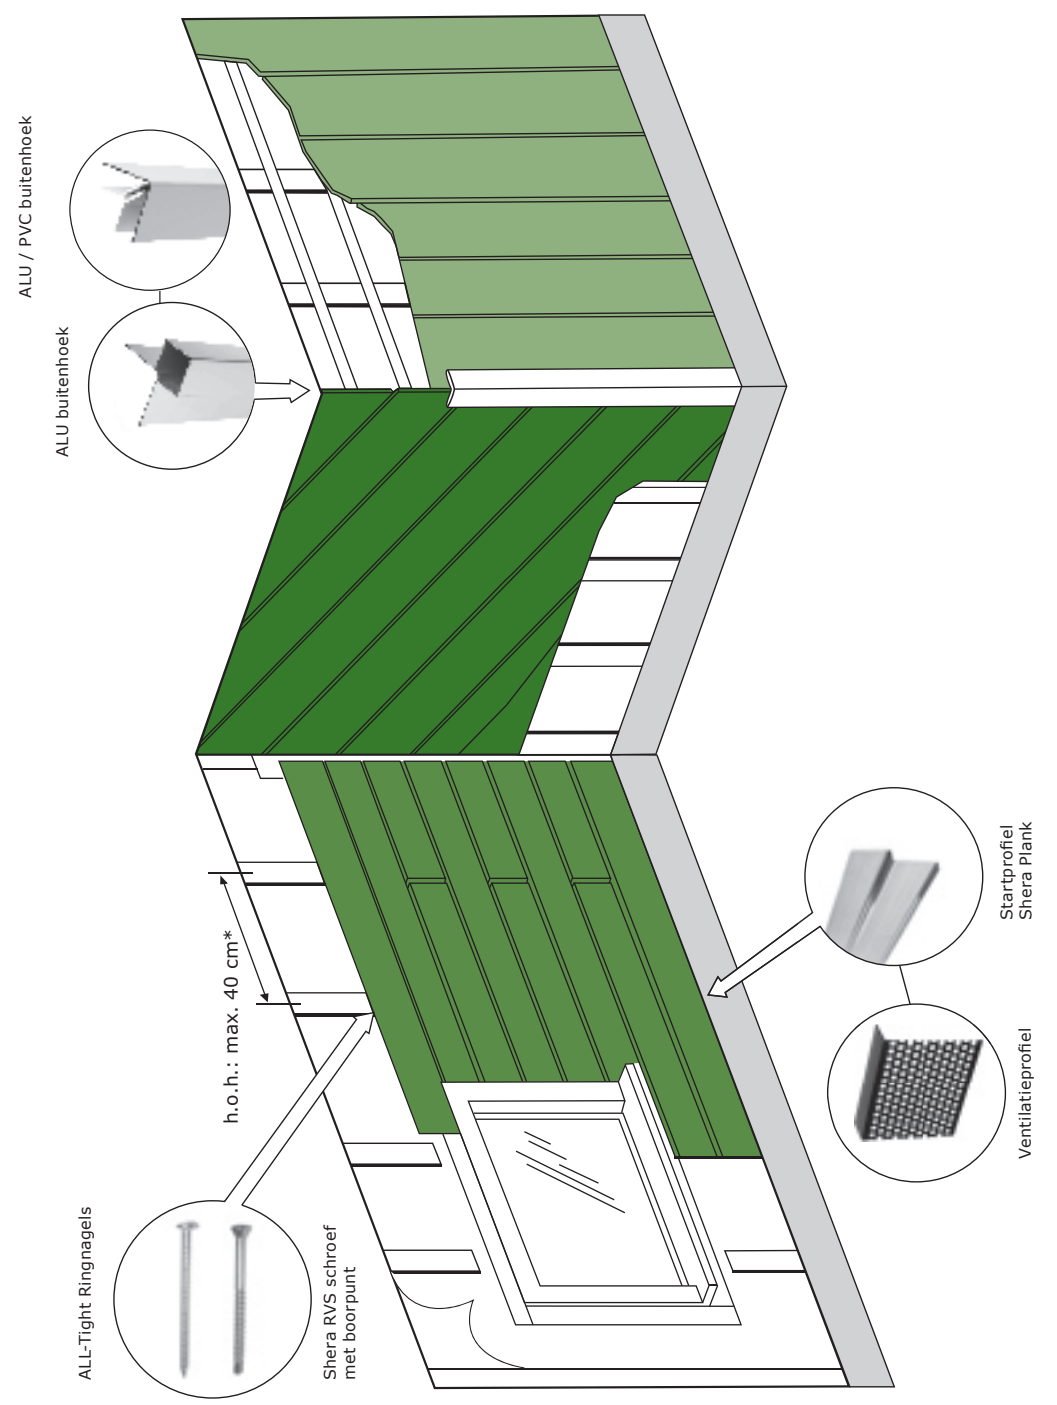 ALL-Tight Ringnagels
Shera RVS schroef
met boorpunt
h.o.h.: max. 40 cm*
ALU buitenhoek
ALU / PVC buitenhoek
Ventilatieprofiel
Startprofiel
Shera Plank